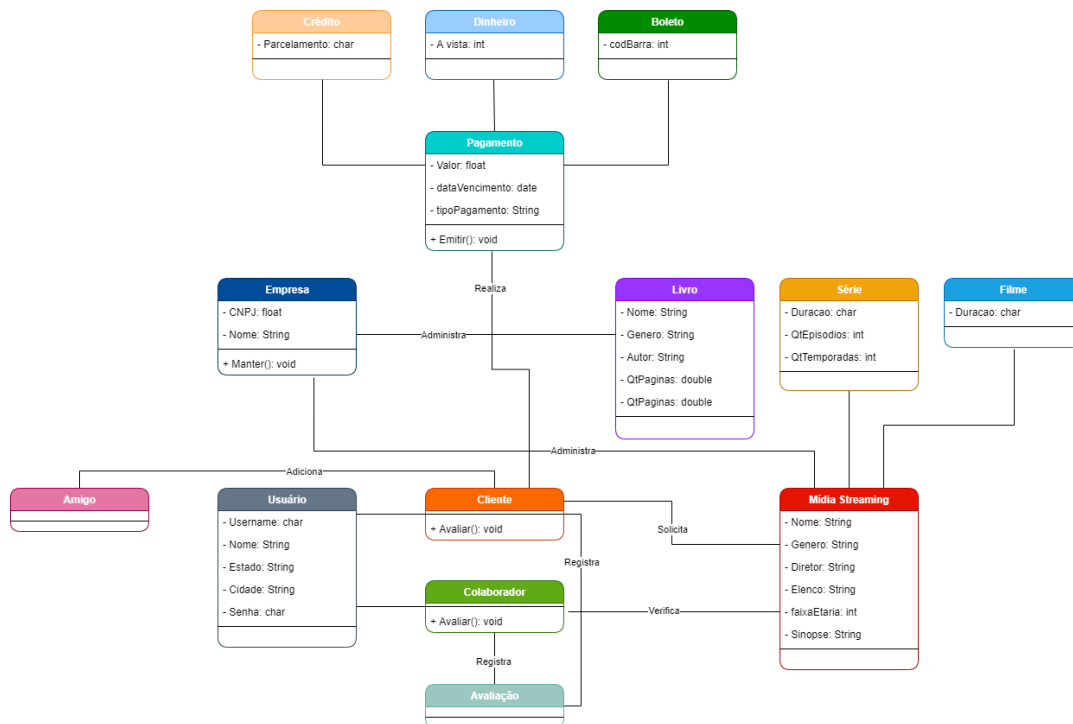 Crédito
- Parcelamento: char
Dinheiro
- A vista: int
Boleto
- codBarra: int
Pagamento
- Valor: float
- dataVencimento: date
- tipoPagamento: String
+ Emitir(): void
Realiza
Empresa
- CNPJ: float
- Nome: String
+ Manter(): void
Administra
Livro
- Nome: String
- Genero: String
- Autor: String
- QtPaginas: double
- QtPaginas: double
Série
- Duracao: char
- QtEpisodios: int
- QtTemporadas: int
Filme
- Duracao: char
Administra
Adiciona
Amigo
Usuário
- Username: char
- Nome: String
- Estado: String
- Cidade: String
- Senha: char
Cliente
+ Avaliar(): void
Solicita
Registra
Mídia Streaming
- Nome: String
- Genero: String
- Diretor: String
- Elenco: String
- faixaEtaria: int
- Sinopse: String
Colaborador
+ Avaliar(): void
Verifica
Registra
Avaliação